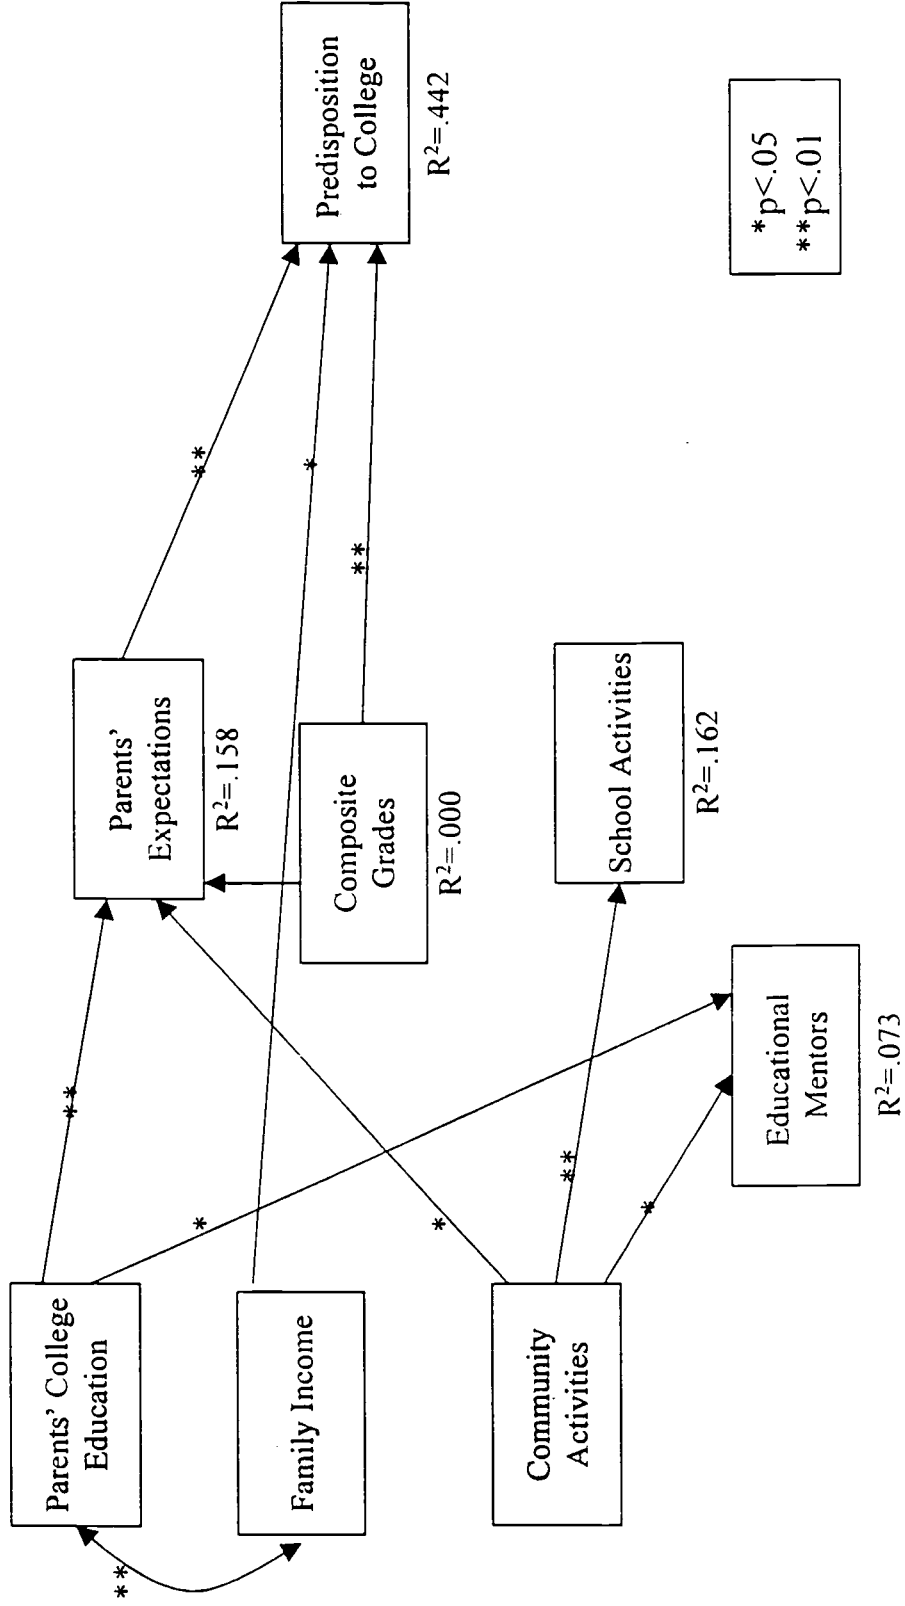 Parents' College
Education
**
Family Income
Community
Activities
**
*
*
**
*
Parents'
Expectations
R²=.158
Composite
Grades
R²=.000
School Activities
R²=.162
Educational
Mentors
R²=.073
**
*
**
Predisposition
to College
R²=.442
*p<.05
**p<.01